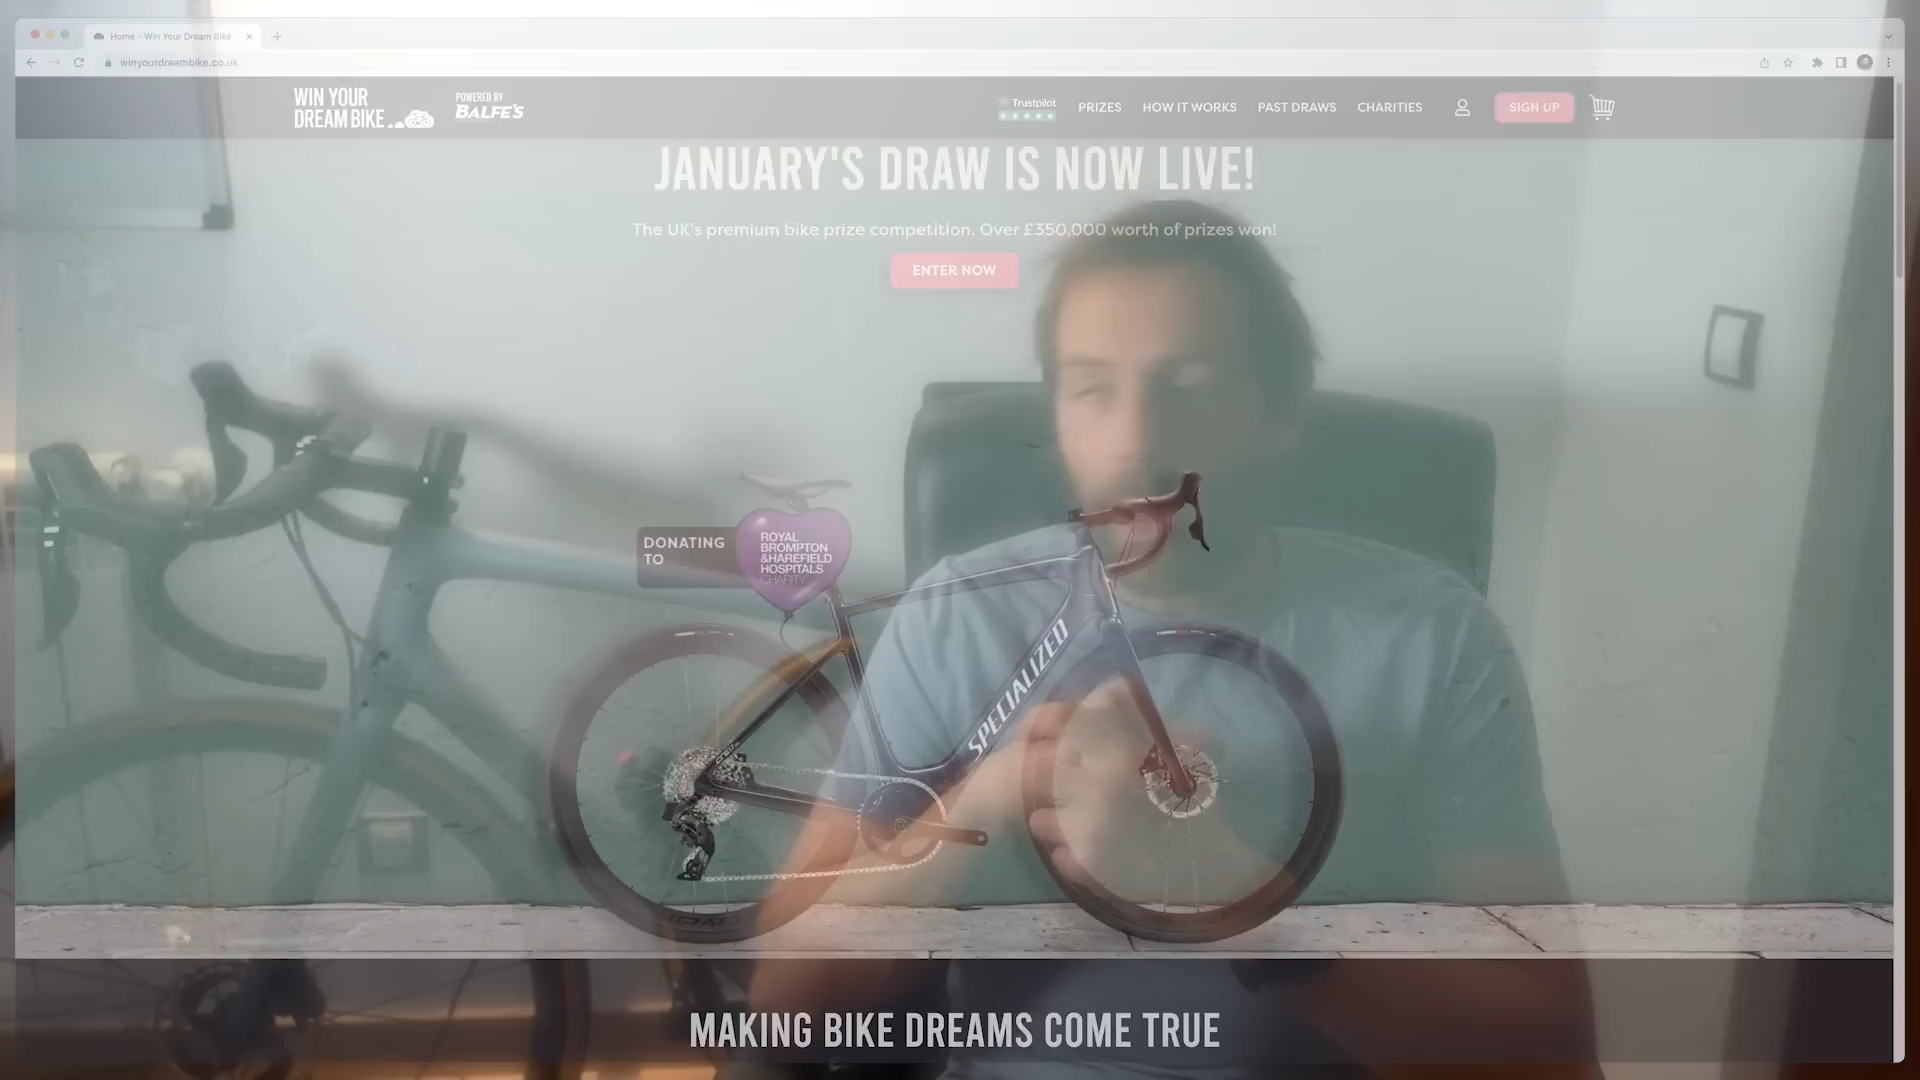 Home - Win Your Dream Bike
winyourdreambike.co.uk
WIN YOUR
DREAM BIKE
POWERED BY
BALFE'S
Trustpilot
PRIZES
HOW IT WORKS
PAST DRAWS
CHARITIES
SIGN UP
JANUARY'S DRAW IS NOW LIVE!
The UK's premium bike prize competition. Over £350,000 worth of prizes won!
ENTER NOW
DONATING
TO
ROYAL
BROMPTON
&HAREFIELD
HOSPITALS
CHARITY
SPECIALIZED
MAKING BIKE DREAMS COME TRUE